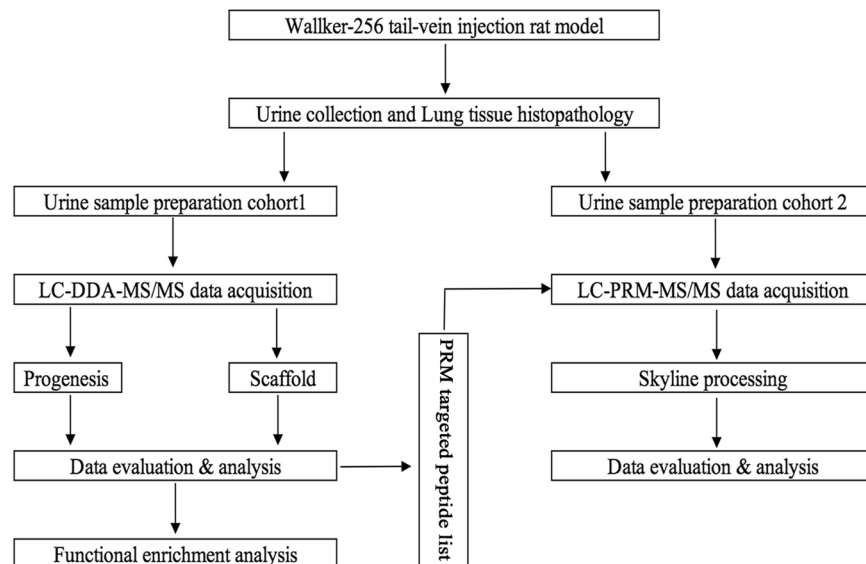 Wallker-256 tail-vein injection rat model
Urine collection and Lung tissue histopathology
Urine sample preparation cohort1
Urine sample preparation cohort 2
LC-DDA-MS/MS data acquisition
LC-PRM-MS/MS data acquisition
PRM targeted peptide list
Progenesis
Scaffold
Skyline processing
Data evaluation & analysis
Data evaluation & analysis
Functional enrichment analysis